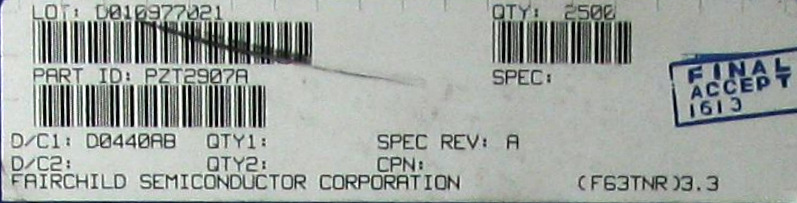 LOT: D010977021 QTY: 2500
PART ID: PZT2907A SPEC:
FINAL
ACCEPT
1613
D/C1: D0440AB QTY1: SPEC REV: A
D/C2: QTY2: CPN:
FAIRCHILD SEMICONDUCTOR CORPORATION (F63TNR)3.3